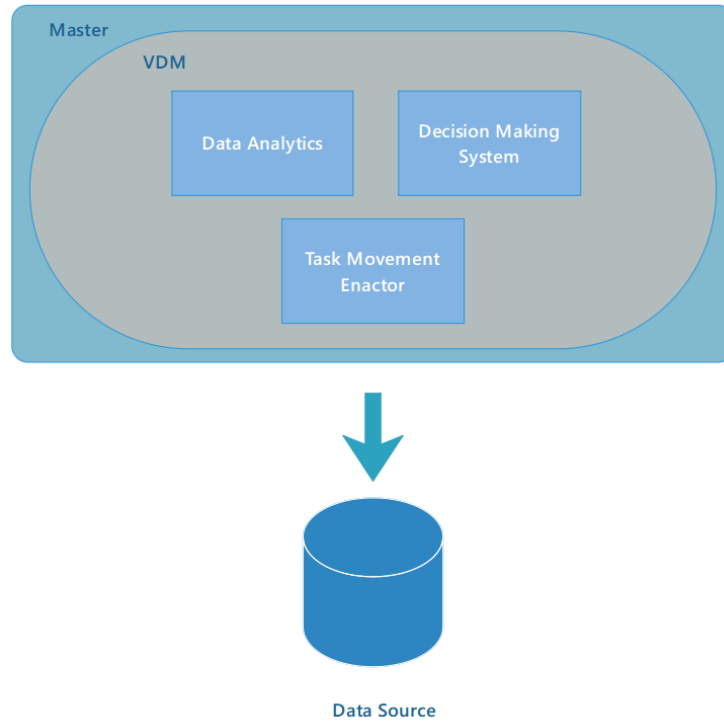 Master
VDM
Data Analytics
Decision Making
System
Task Movement
Enactor
Data Source